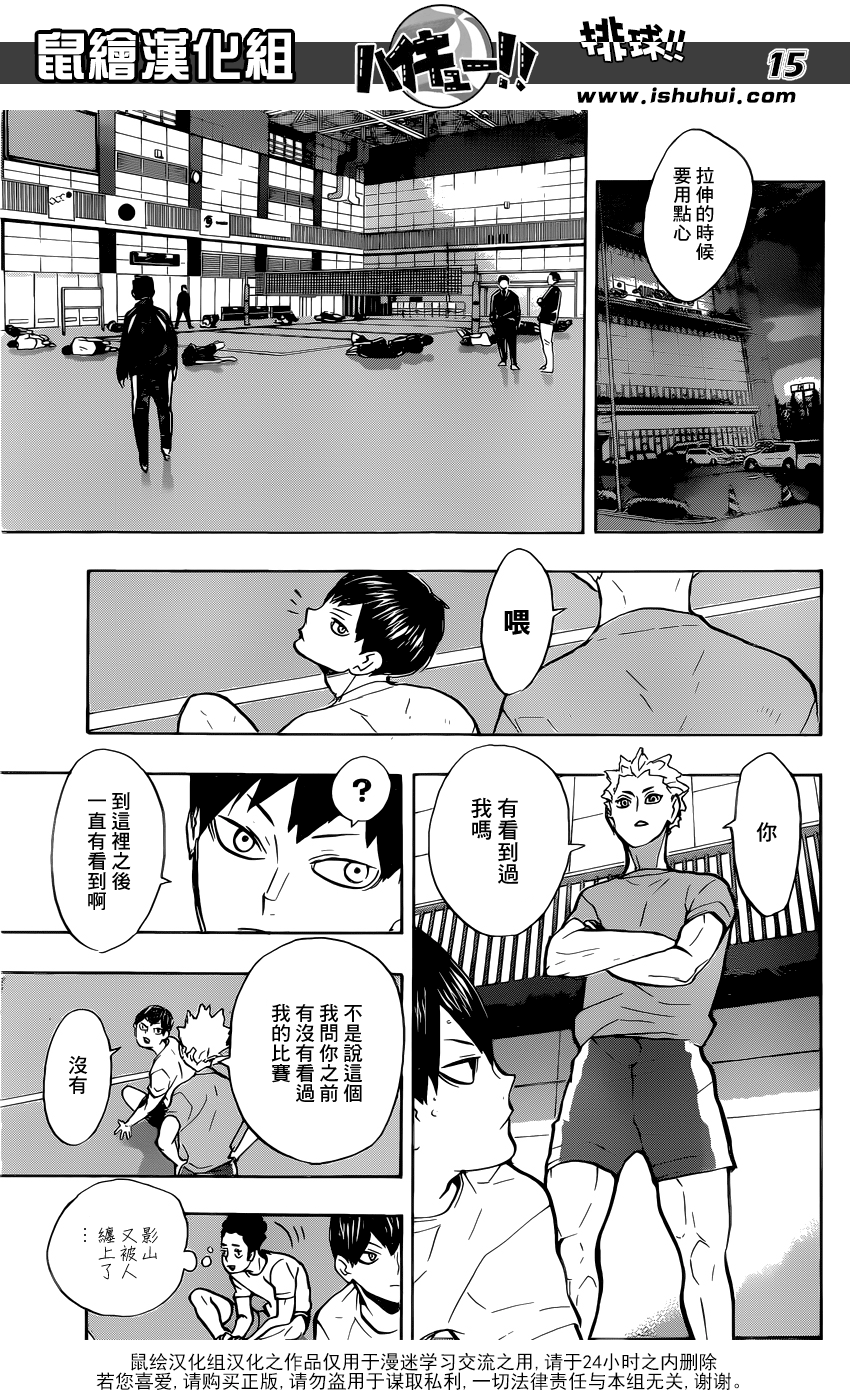 鼠繪漢化組
ハイキュー!!
排球!!
15
www.ishuhui.com
拉伸的時候
要用點心
喂
你
有看到過
我嗎
?
到這裡之後
一直有看到啊
不是說這個
我問你之前
有沒有看過
我的比賽
沒有
影山
又被人
纏上了
…
鼠绘汉化组汉化之作品仅用于漫迷学习交流之用,请于24小时之内删除
若您喜爱,请购买正版,请勿盗用于谋取私利,一切法律责任与本组无关,谢谢。